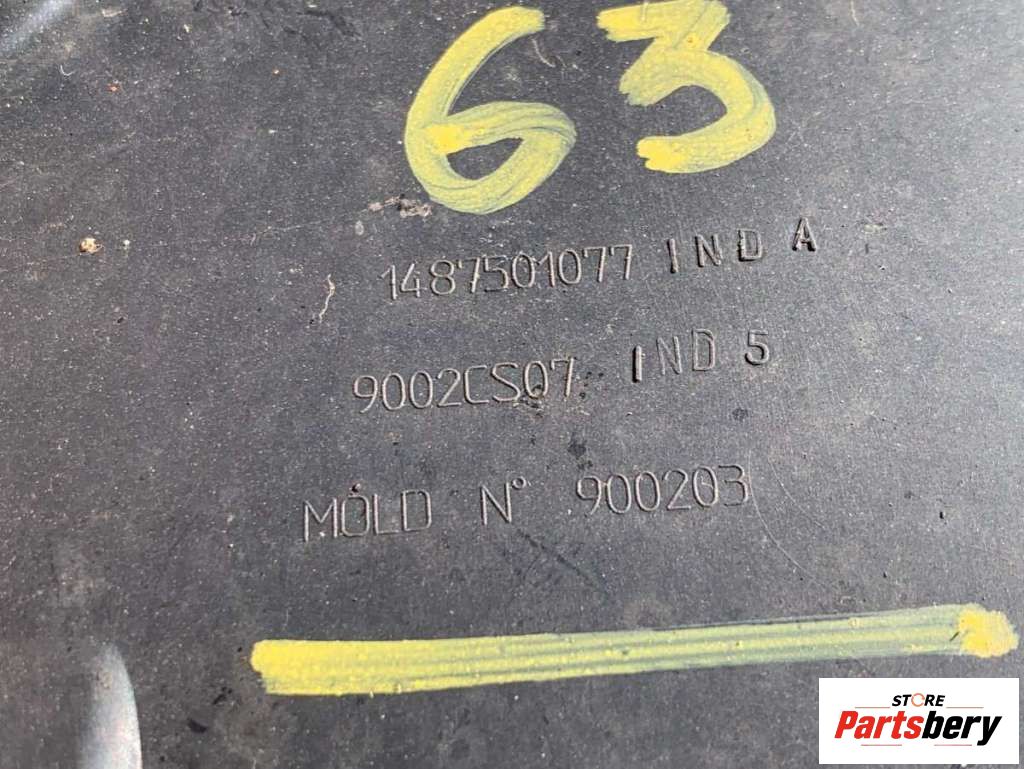 63
1487501077 IND A
9002CS07 IND 5
MOLD N° 900203
STORE
Partsbery